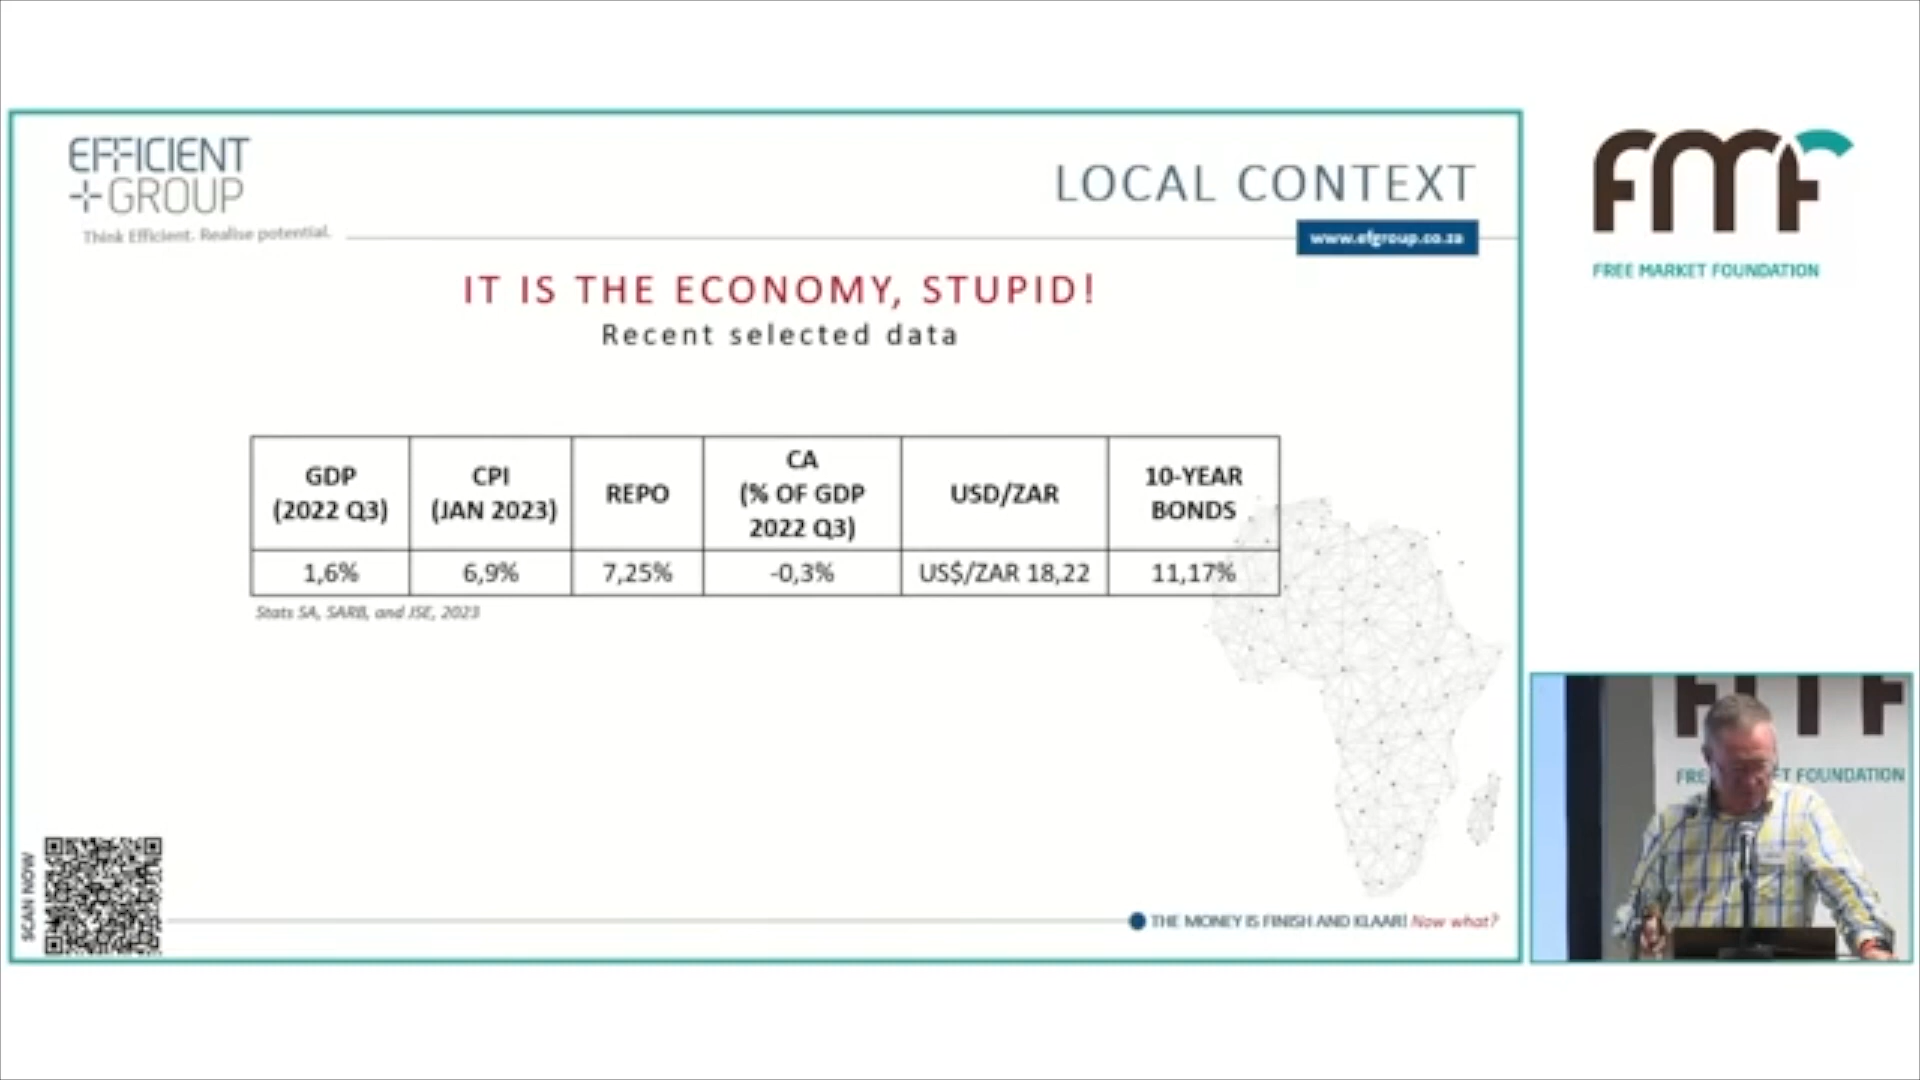 EFFICIENT
GROUP
Think Efficient. Realise potential.
LOCAL CONTEXT
www.efgroup.co.za
IT IS THE ECONOMY, STUPID!
Recent selected data
GDP
(2022 Q3)
CPI
(JAN 2023)
REPO
CA
(% OF GDP
2022 Q3)
USD/ZAR
10-YEAR
BONDS
1,6%
6,9%
7,25%
-0,3%
US$/ZAR 18,22
11,17%
Stats SA, SARB, and JSE, 2023
SCAN NOW
THE MONEY IS FINISH AND KLAAR! Now what?
FMF
FREE MARKET FOUNDATION
FRE ET FOUNDATION